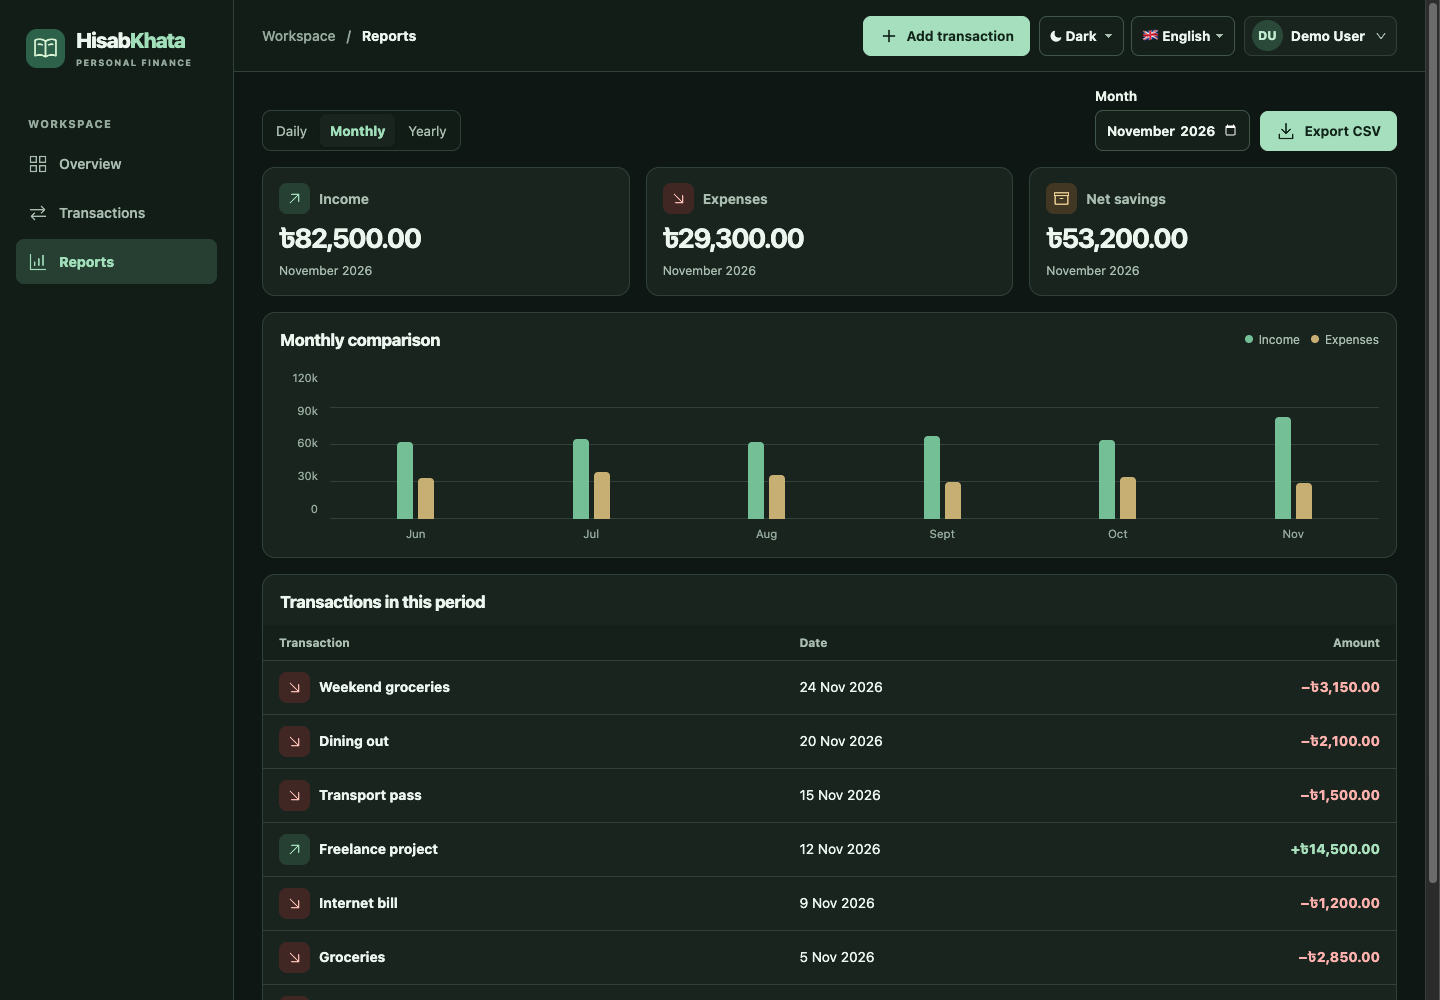 HisabKhata
PERSONAL FINANCE
WORKSPACE
Overview
Transactions
Reports
Workspace / Reports
Add transaction
Dark
English
DU
Demo User
Daily
Monthly
Yearly
Month
November 2026
Export CSV
Income
৳82,500.00
November 2026
Expenses
৳29,300.00
November 2026
Net savings
৳53,200.00
November 2026
Monthly comparison
Income
Expenses
120k
90k
60k
30k
0
Jun
Jul
Aug
Sept
Oct
Nov
Transactions in this period
Transaction Date Amount
Weekend groceries 24 Nov 2026 −৳3,150.00
Dining out 20 Nov 2026 −৳2,100.00
Transport pass 15 Nov 2026 −৳1,500.00
Freelance project 12 Nov 2026 +৳14,500.00
Internet bill 9 Nov 2026 −৳1,200.00
Groceries 5 Nov 2026 −৳2,850.00